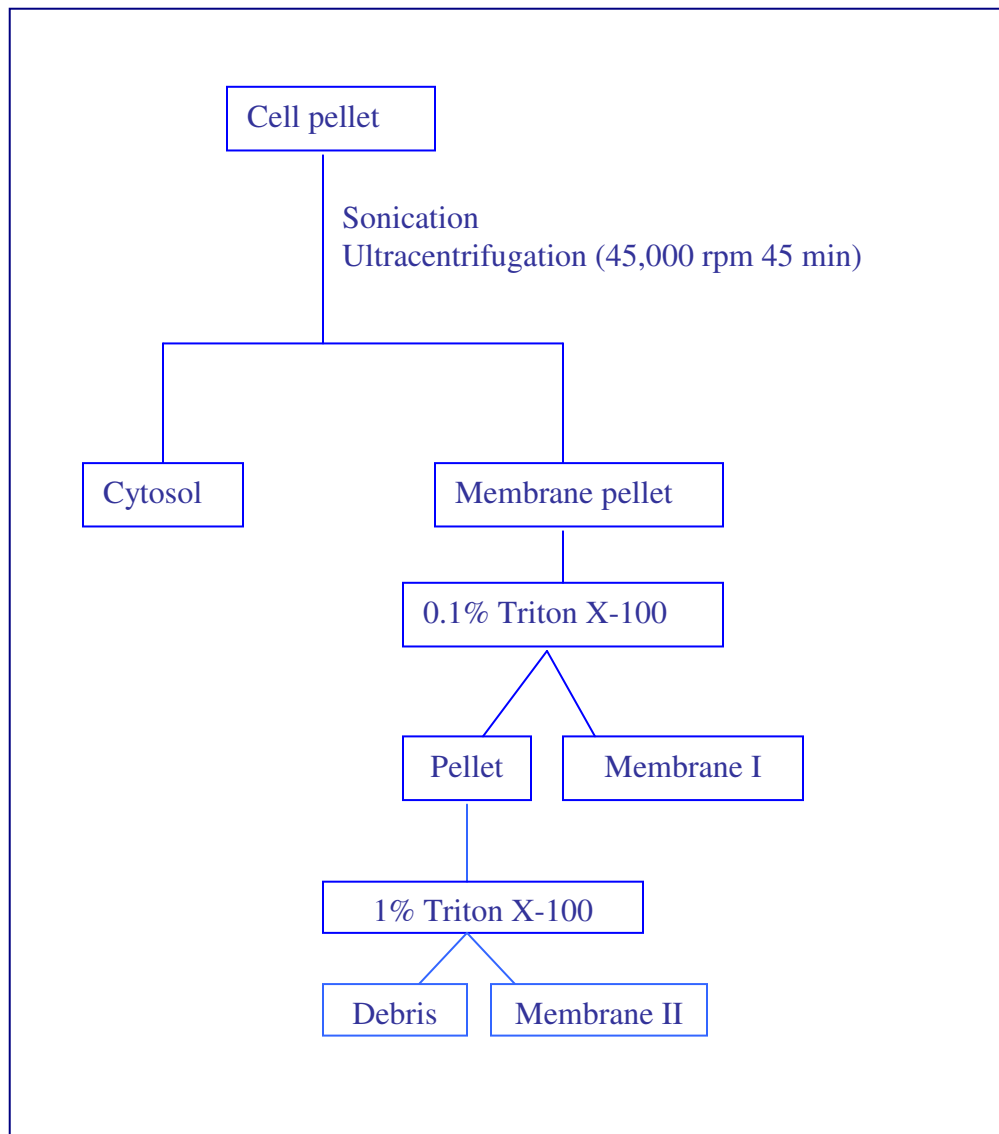 Cell pellet
Sonication
Ultracentrifugation (45,000 rpm 45 min)
Cytosol
Membrane pellet
0.1% Triton X-100
Pellet
Membrane I
1% Triton X-100
Debris
Membrane II